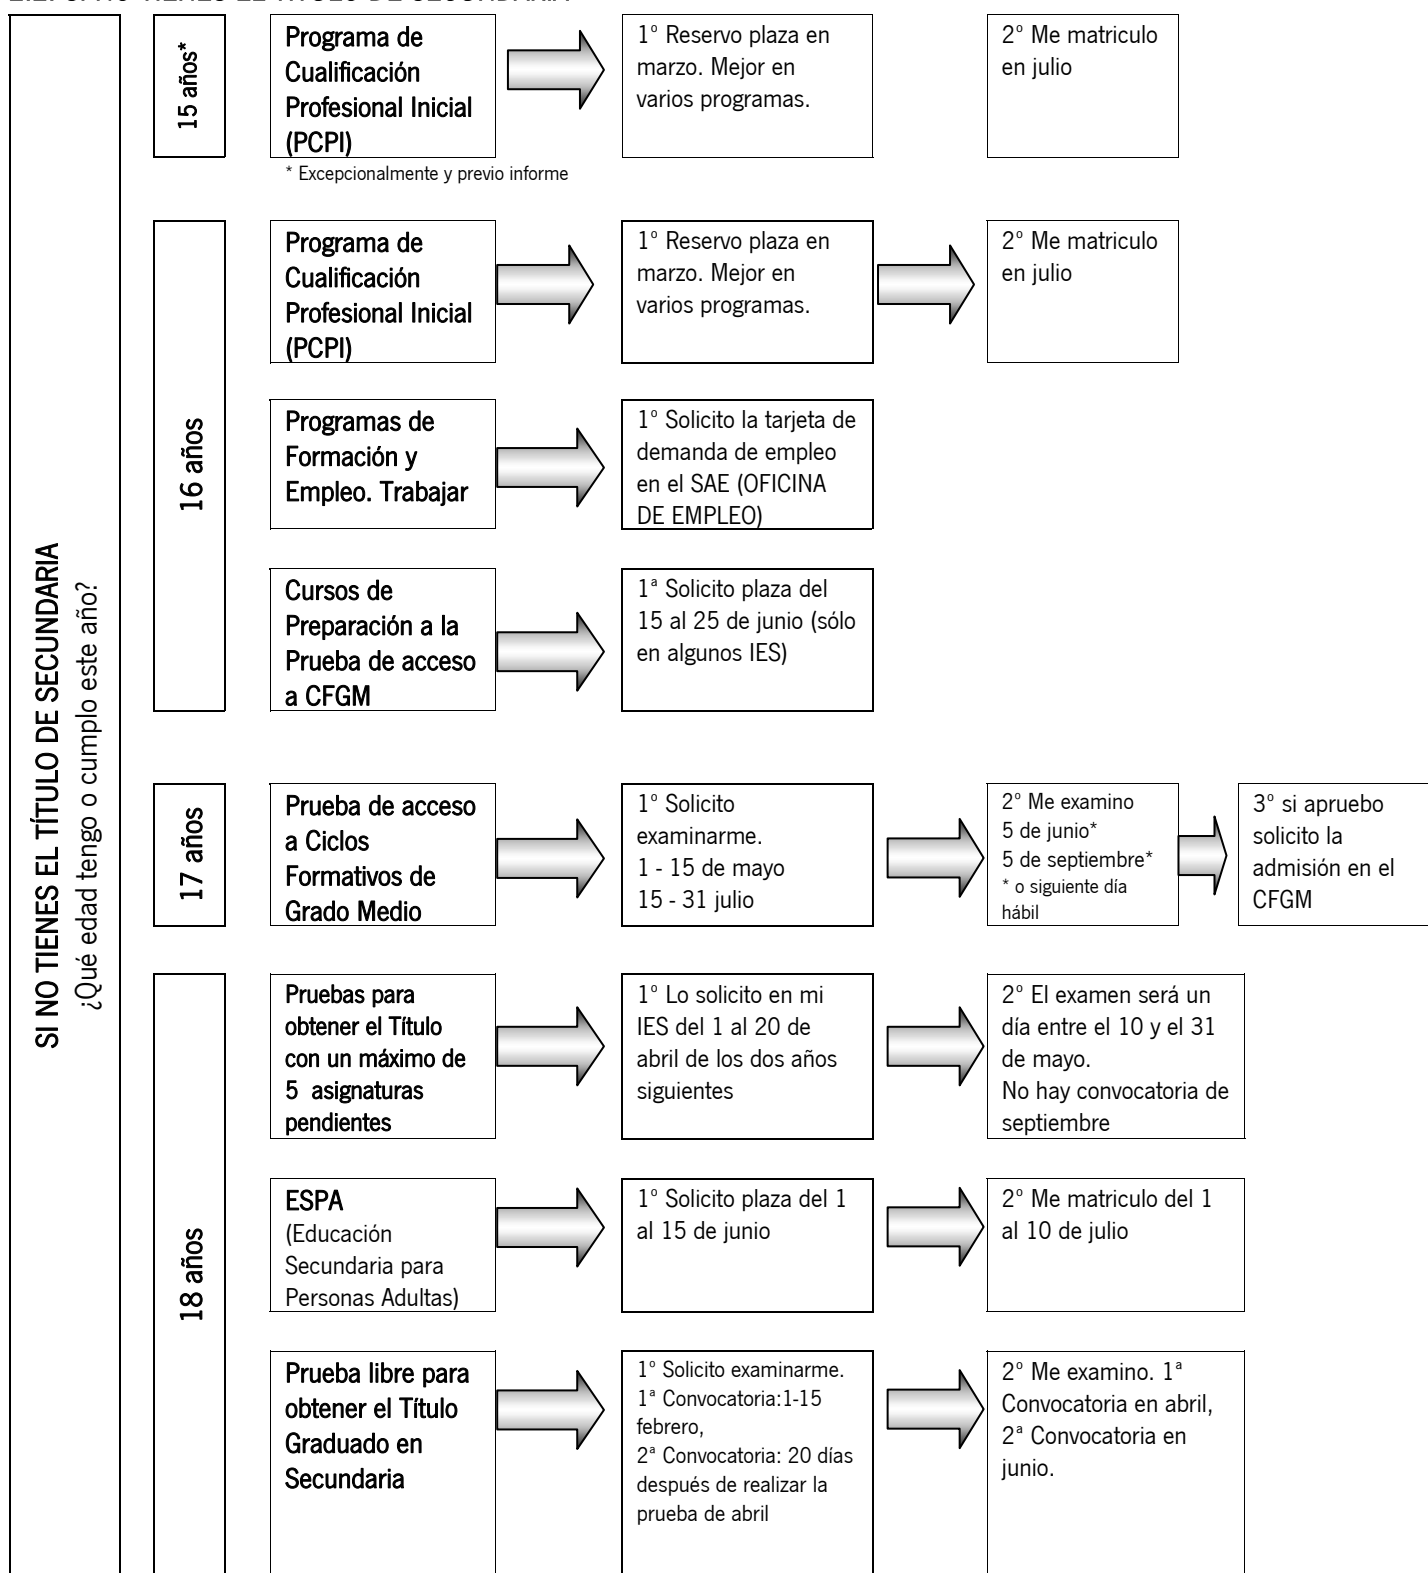 SI NO TIENES EL TÍTULO DE SECUNDARIA
¿Qué edad tengo o cumplo este año?
15 años*
Programa de
Cualificación
Profesional Inicial
(PCPI)
1º Reservo plaza en
marzo. Mejor en
varios programas.
2º Me matriculo
en julio
* Excepcionalmente y previo informe
16 años
Programa de
Cualificación
Profesional Inicial
(PCPI)
1º Reservo plaza en
marzo. Mejor en
varios programas.
2º Me matriculo
en julio
Programas de
Formación y
Empleo. Trabajar
1º Solicito la tarjeta de
demanda de empleo
en el SAE (OFICINA
DE EMPLEO)
Cursos de
Preparación a la
Prueba de acceso
a CFGM
1ª Solicito plaza del
15 al 25 de junio (sólo
en algunos IES)
17 años
Prueba de acceso
a Ciclos
Formativos de
Grado Medio
1º Solicito
examinarme.
1 - 15 de mayo
15 - 31 julio
2º Me examino
5 de junio*
5 de septiembre*
* o siguiente día
hábil
3º si apruebo
solicito la
admisión en el
CFGM
18 años
Pruebas para
obtener el Título
con un máximo de
5 asignaturas
pendientes
1º Lo solicito en mi
IES del 1 al 20 de
abril de los dos años
siguientes
2º El examen será un
día entre el 10 y el 31
de mayo.
No hay convocatoria de
septiembre
ESPA
(Educación
Secundaria para
Personas Adultas)
1º Solicito plaza del 1
al 15 de junio
2º Me matriculo del 1
al 10 de julio
Prueba libre para
obtener el Título
Graduado en
Secundaria
1º Solicito examinarme.
1ª Convocatoria:1-15
febrero,
2ª Convocatoria: 20 días
después de realizar la
prueba de abril
2º Me examino. 1ª
Convocatoria en abril,
2ª Convocatoria en
junio.